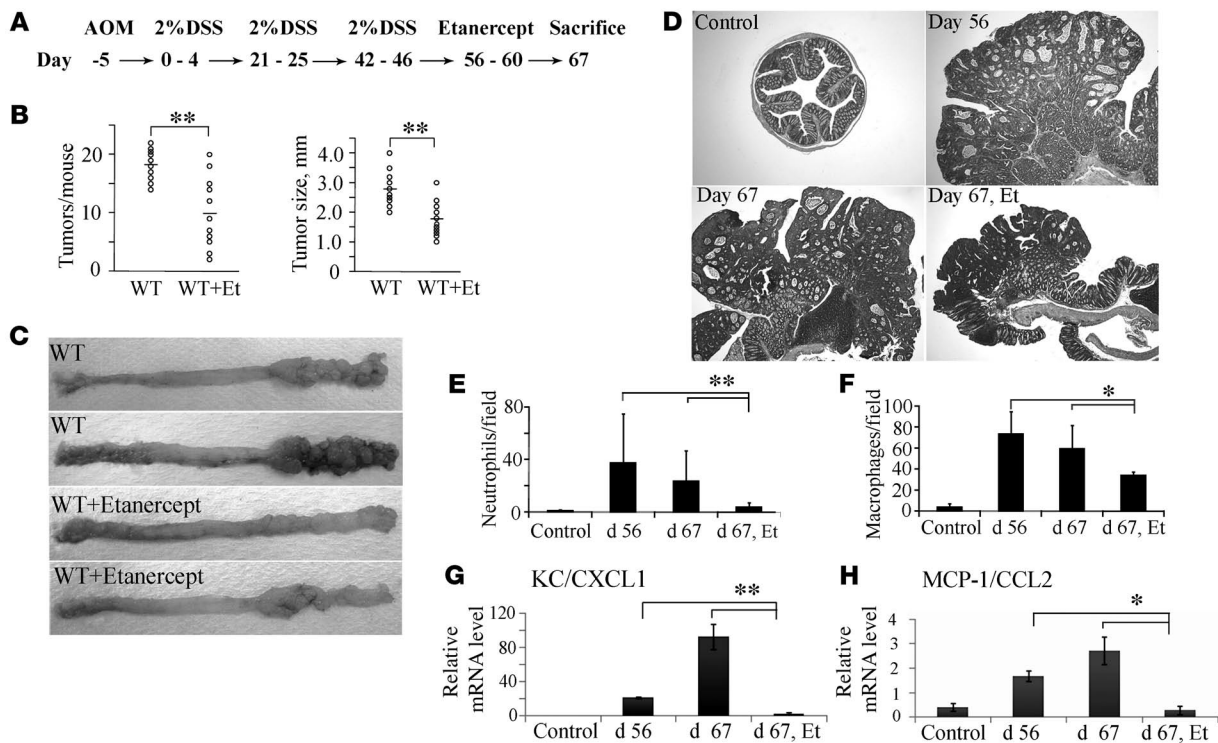 A
AOM 2%DSS 2%DSS 2%DSS Etanercept Sacrifice
Day -5 → 0 - 4 → 21 - 25 → 42 - 46 → 56 - 60 → 67
B
Tumors/mouse
20
10
0
**
WT WT+Et
Tumor size, mm
4.0
3.0
2.0
1.0
0
**
WT WT+Et
C
WT
WT
WT+Etanercept
WT+Etanercept
D
Control
Day 56
Day 67
Day 67, Et
E
Neutrophils/field
80
40
0
**
Control d 56 d 67 d 67, Et
F
Macrophages/field
100
80
60
40
20
0
*
Control d 56 d 67 d 67, Et
G KC/CXCL1
Relative
mRNA level
120
80
40
0
**
Control d 56 d 67 d 67, Et
H MCP-1/CCL2
Relative
mRNA level
4
3
2
1
0
*
Control d 56 d 67 d 67, Et